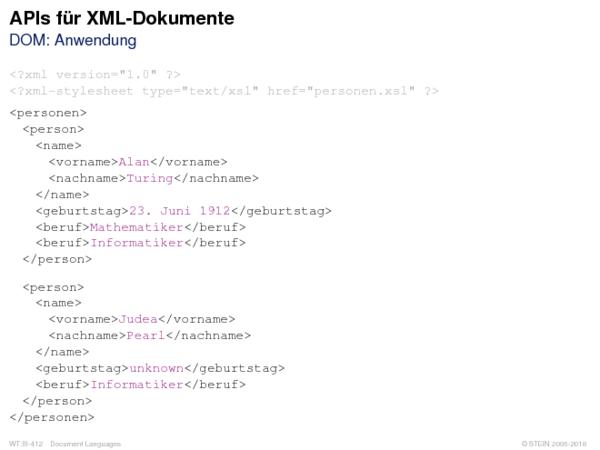 APIs für XML-Dokumente
DOM: Anwendung
<?xml version="1.0" ?>
<?xml-stylesheet type="text/xsl" href="personen.xsl" ?>
<personen>
<person>
<name>
<vorname>Alan</vorname>
<nachname>Turing</nachname>
</name>
<geburtstag>23. Juni 1912</geburtstag>
<beruf>Mathematiker</beruf>
<beruf>Informatiker</beruf>
</person>
<person>
<name>
<vorname>Judea</vorname>
<nachname>Pearl</nachname>
</name>
<geburtstag>unknown</geburtstag>
<beruf>Informatiker</beruf>
</person>
</personen>
WT:III-412 Document Languages
© STEIN 2005-2018